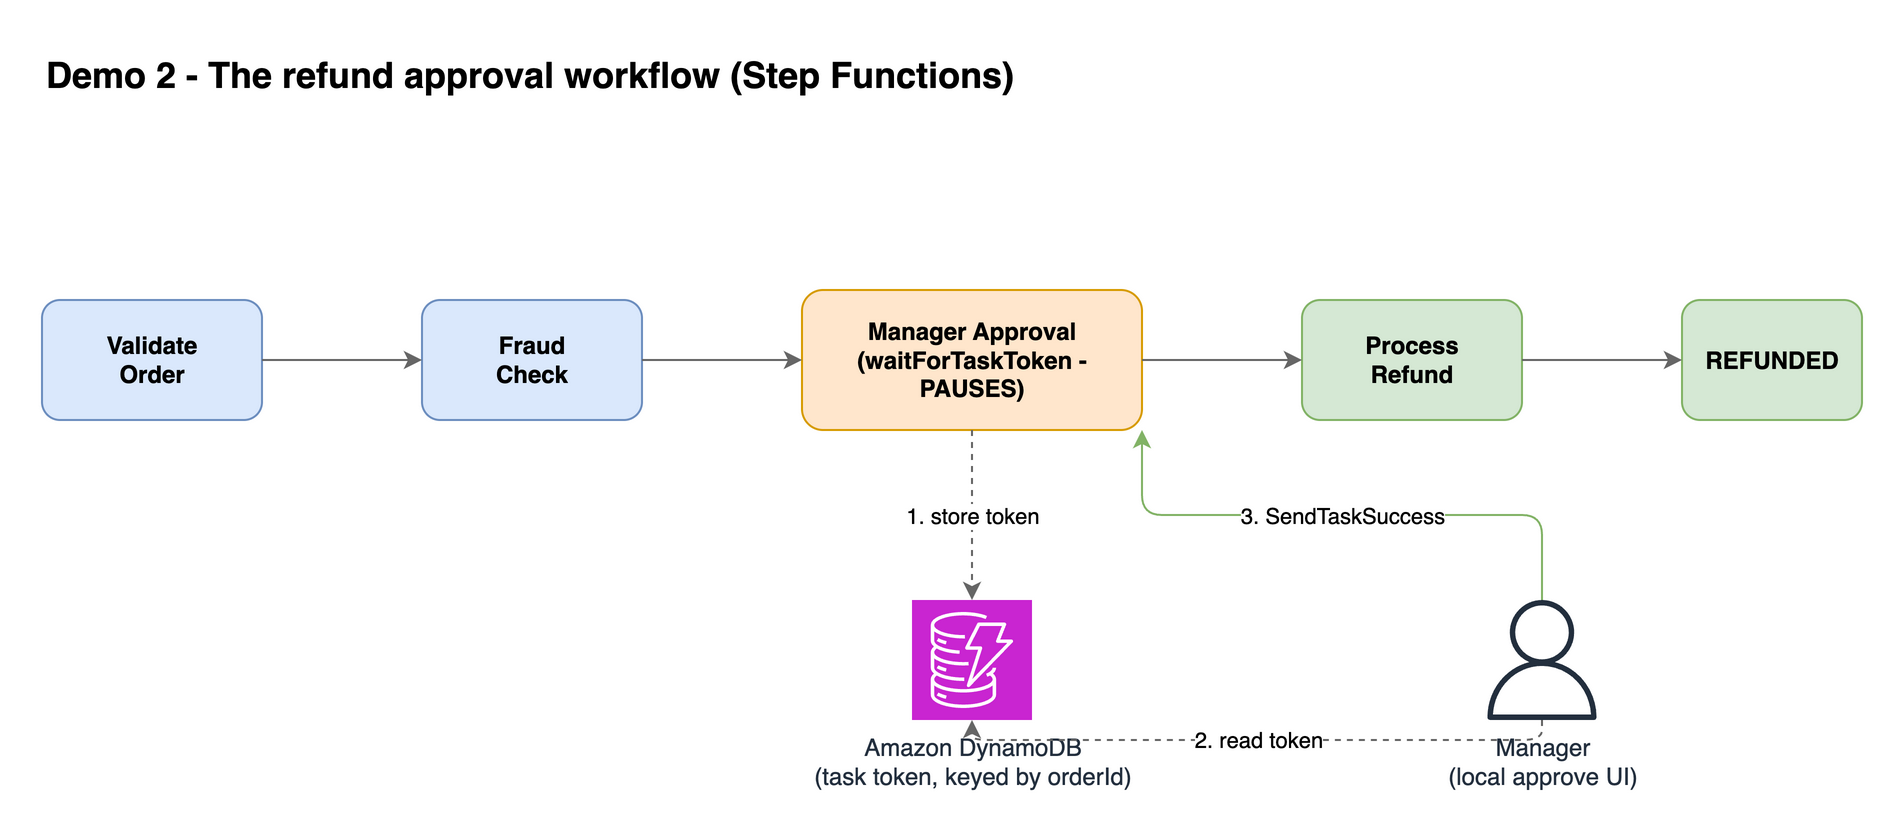 Demo 2 - The refund approval workflow (Step Functions)
Validate
Order
Fraud
Check
Manager Approval
(waitForTaskToken -
PAUSES)
Process
Refund
REFUNDED
1. store token
3. SendTaskSuccess
2. read token
Amazon DynamoDB
(task token, keyed by orderId)
Manager
(local approve UI)